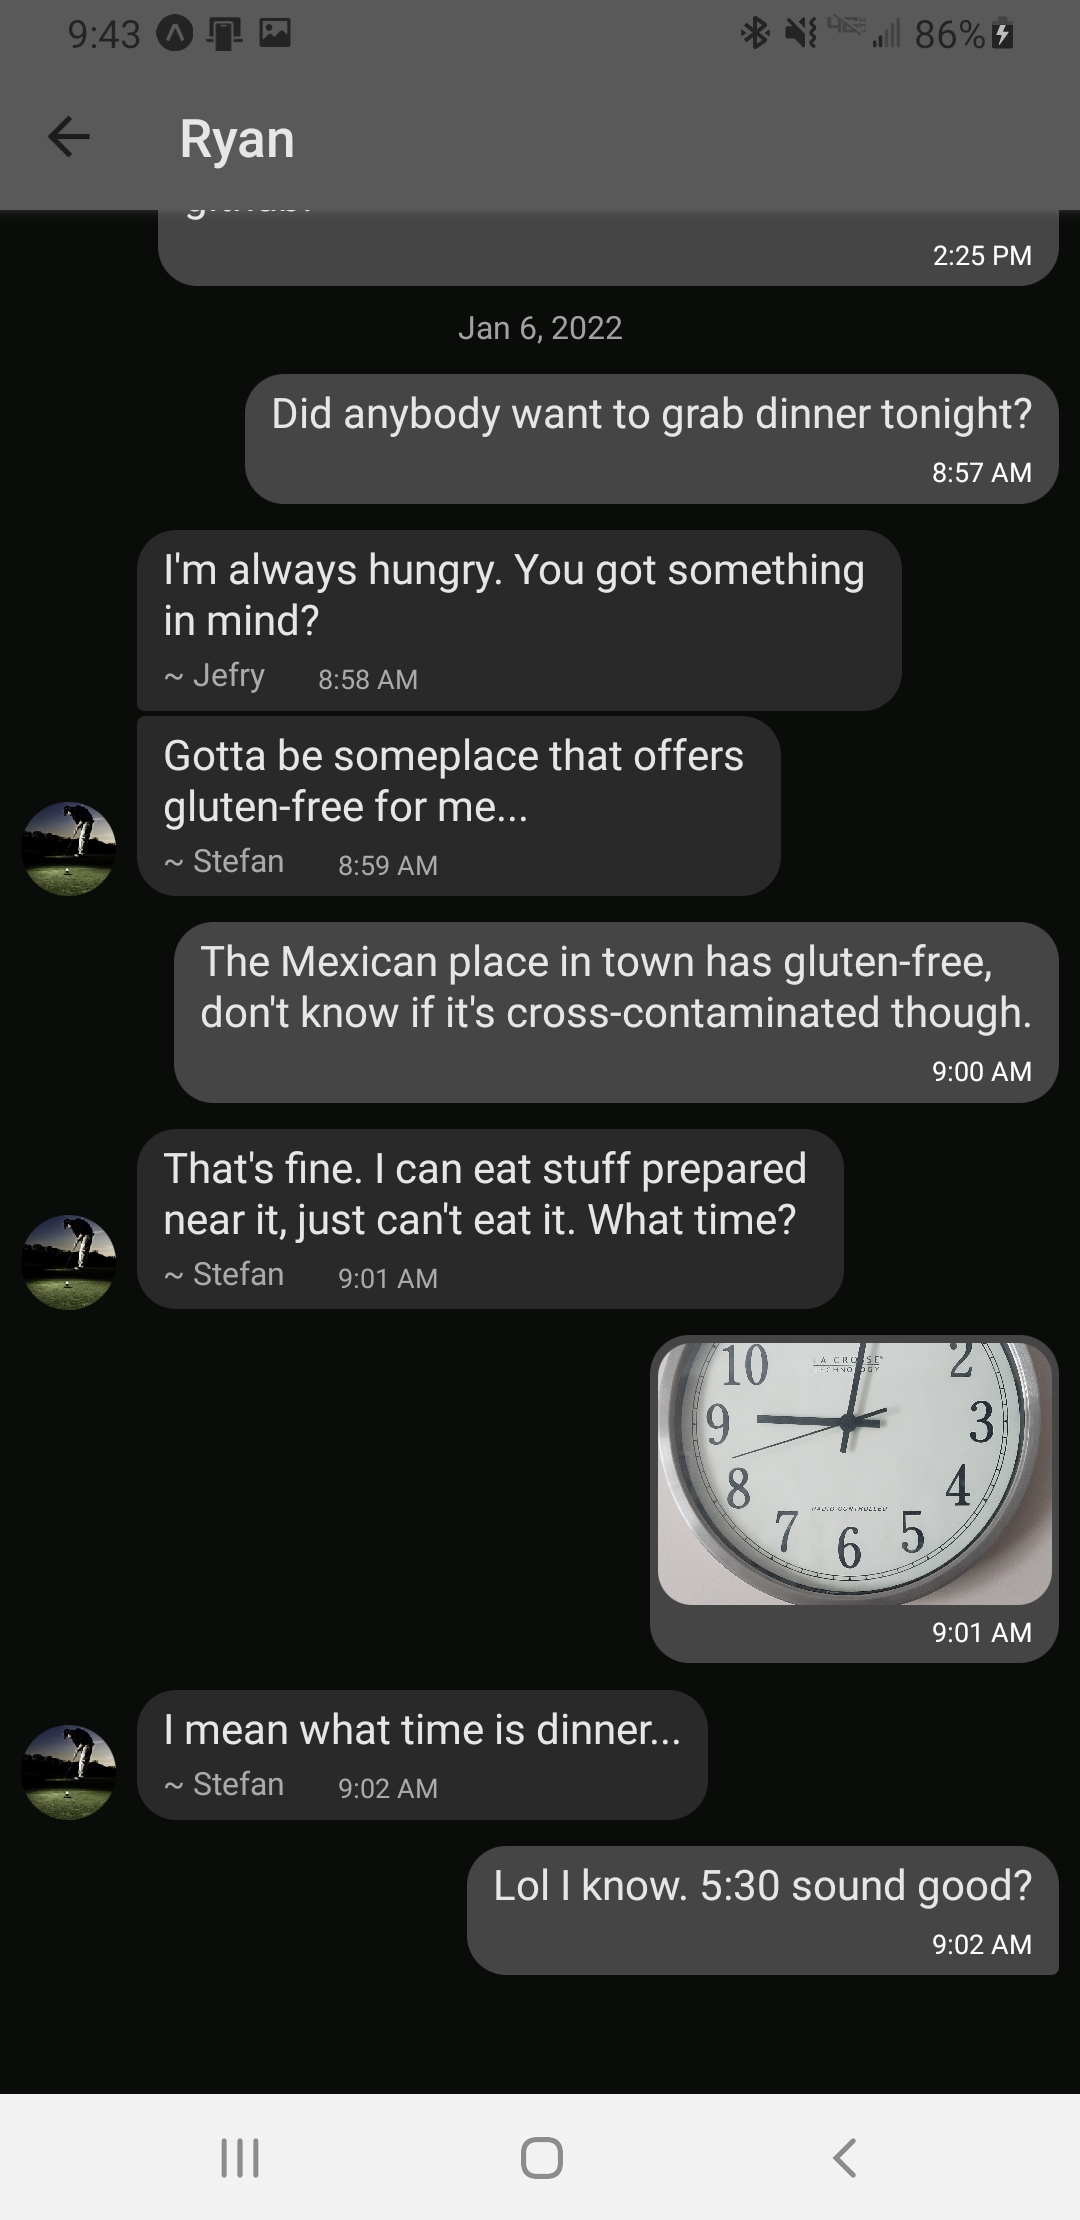 9:43
86%
Ryan
2:25 PM
Jan 6, 2022
Did anybody want to grab dinner tonight?
8:57 AM
I'm always hungry. You got something
in mind?
~ Jefry 8:58 AM
Gotta be someplace that offers
gluten-free for me...
~ Stefan 8:59 AM
The Mexican place in town has gluten-free,
don't know if it's cross-contaminated though.
9:00 AM
That's fine. I can eat stuff prepared
near it, just can't eat it. What time?
~ Stefan 9:01 AM
10
2
9
3
8
4
7
5
6
RADIO CONTROLLED
9:01 AM
I mean what time is dinner...
~ Stefan 9:02 AM
Lol I know. 5:30 sound good?
9:02 AM